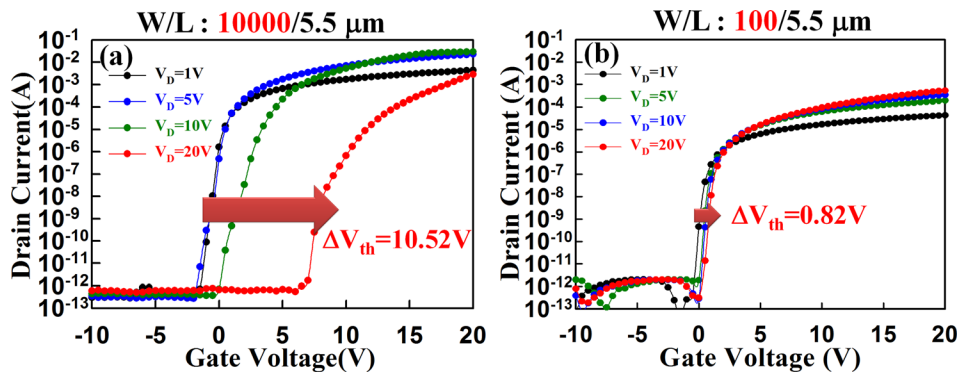 W/L : 10000/5.5 μm
(a)
Drain Current(A)
10-1
10-2
10-3
10-4
10-5
10-6
10-7
10-8
10-9
10-10
10-11
10-12
10-13
VD=1V
VD=5V
VD=10V
VD=20V
ΔVth=10.52V
-10 -5 0 5 10 15 20
Gate Voltage(V)
W/L : 100/5.5 μm
(b)
Drain Current (A)
10-1
10-2
10-3
10-4
10-5
10-6
10-7
10-8
10-9
10-10
10-11
10-12
10-13
VD=1V
VD=5V
VD=10V
VD=20V
ΔVth=0.82V
-10 -5 0 5 10 15 20
Gate Voltage (V)